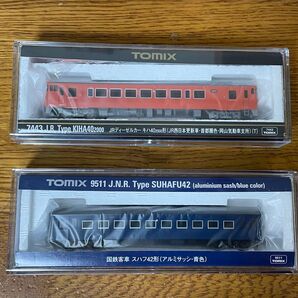 TOMIX
7443 J.R. Type KIHA40 2000
JRディーゼルカー キハ40 2000形(JR西日本更新車・首都圏色・岡山気動車支所)(T)
TOMIX 9511 J.N.R. Type SUHAFU42 (aluminium sash/blue color)
国鉄客車 スハフ42形(アルミサッシ・青色)
9511
TOMIX